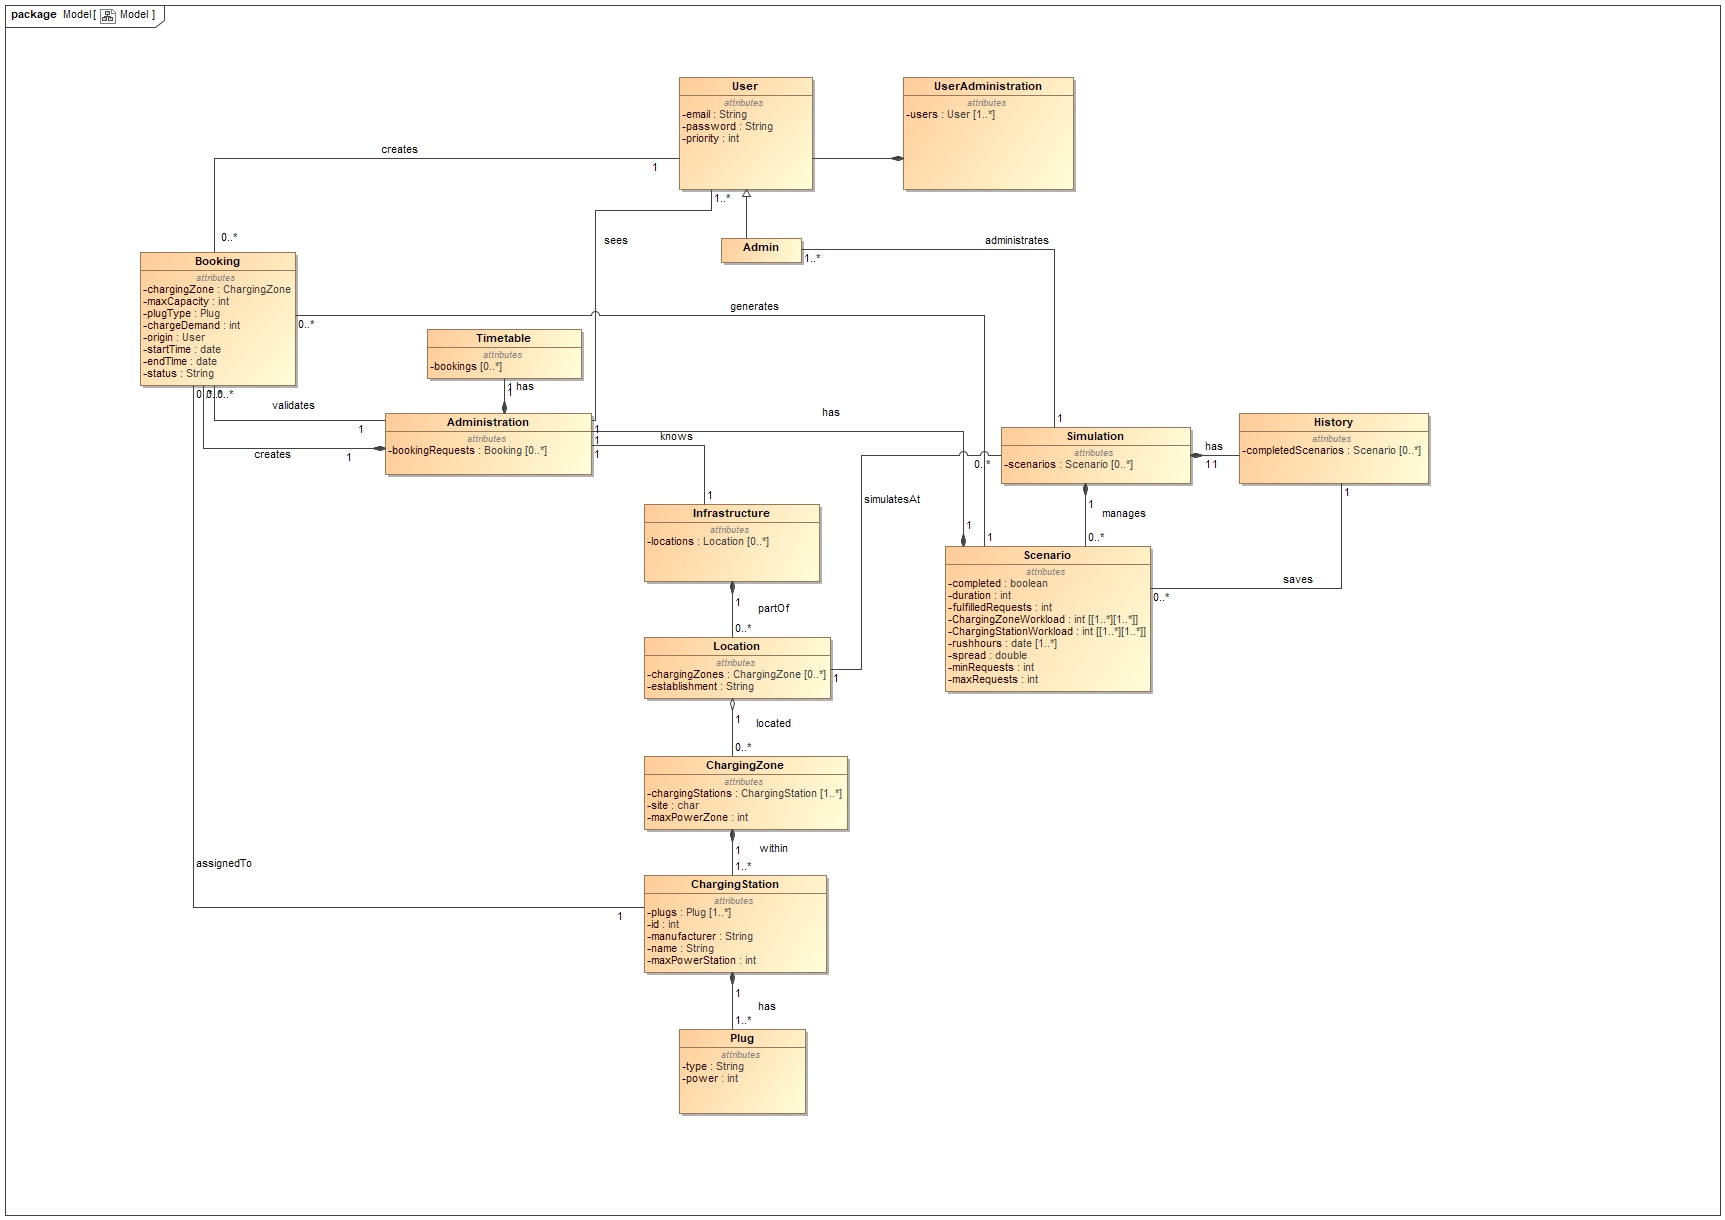 package Model[ Model ]
User
attributes
-email : String
-password : String
-priority : int
UserAdministration
attributes
-users : User [1..*]
creates
1
0..*
1..*
sees
Admin
1..*
administrates
1
Booking
attributes
-chargingZone : ChargingZone
-maxCapacity : int
-plugType : Plug
-chargeDemand : int
-origin : User
-startTime : date
-endTIme : date
-status : String
0..*
generates
1
Timetable
attributes
-bookings [0..*]
1
has
1
0..*
0..*
0..*
validates
1
creates
1
Administration
attributes
-bookingRequests : Booking [0..*]
1
1
1
has
1
knows
1
Simulation
attributes
-scenarios : Scenario [0..*]
has
11
History
attributes
-completedScenarios : Scenario [0..*]
0..*
simulatesAt
1
1
manages
0..*
1
saves
0..*
Infrastructure
attributes
-locations : Location [0..*]
1
partOf
0..*
Scenario
attributes
-completed : boolean
-duration : int
-fulfilledRequests : int
-ChargingZoneWorkload : int [[1..*][1..*]]
-ChargingStationWorkload : int [[1..*][1..*]]
-rushhours : date [1..*]
-spread : double
-minRequests : int
-maxRequests : int
Location
attributes
-chargingZones : ChargingZone [0..*]
-establishment : String
1
located
0..*
ChargingZone
attributes
-chargingStations : ChargingStation [1..*]
-site : char
-maxPowerZone : int
1
within
1..*
assignedTo
1
ChargingStation
attributes
-plugs : Plug [1..*]
-id : int
-manufacturer : String
-name : String
-maxPowerStation : int
1
has
1..*
Plug
attributes
-type : String
-power : int